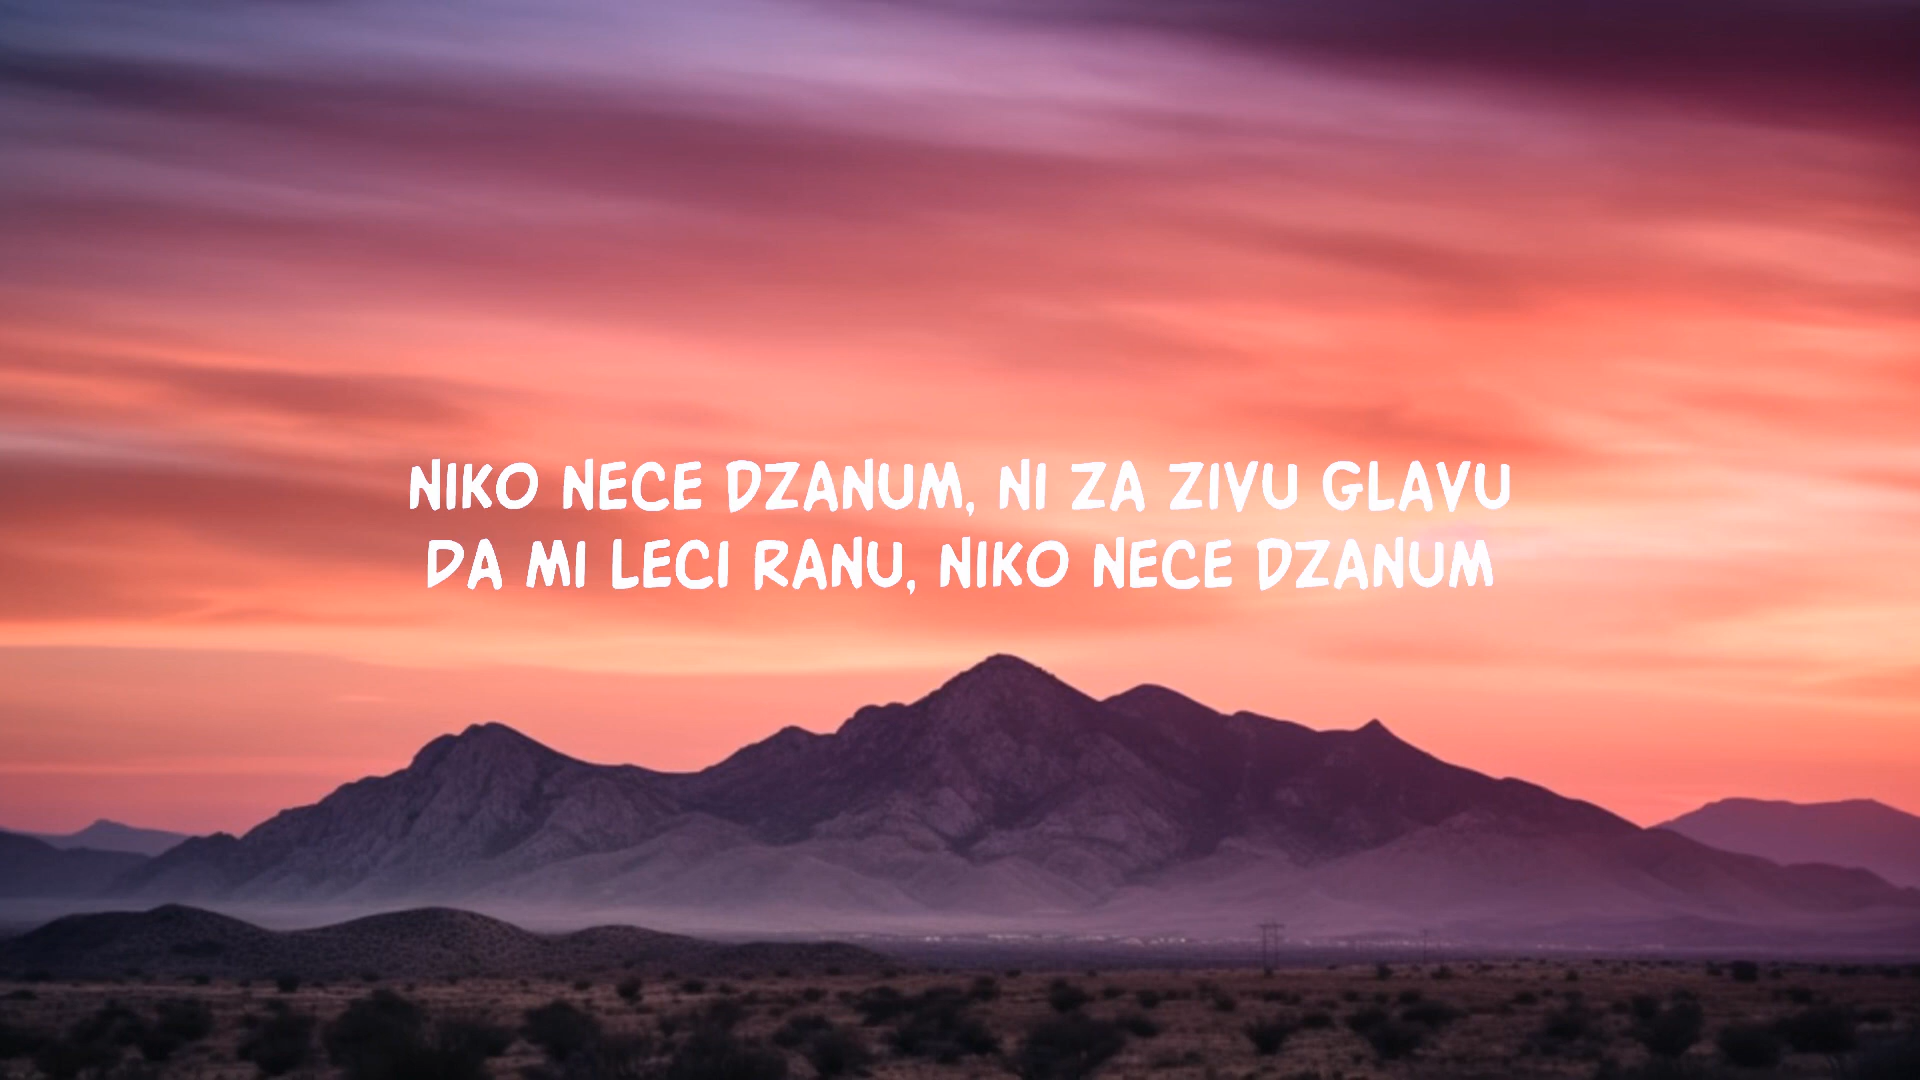 NIKO NECE DZANUM, NI ZA ZIVU GLAVU
DA MI LECI RANU, NIKO NECE DZANUM